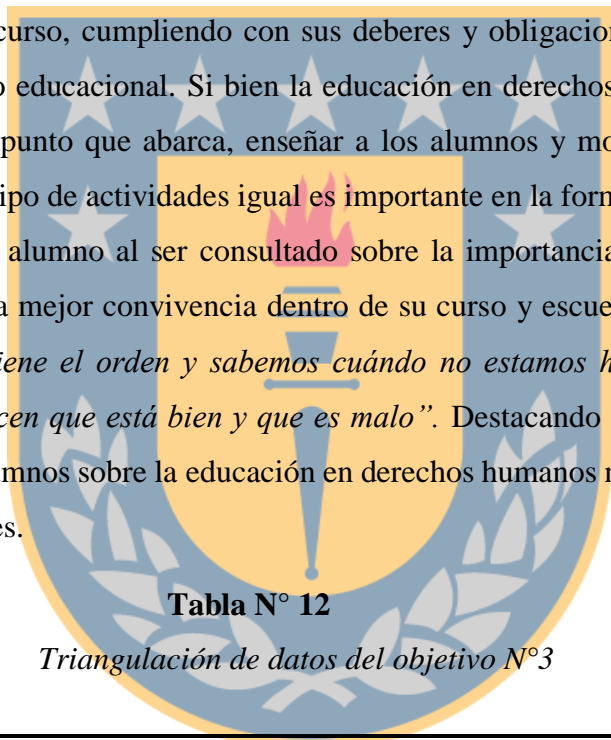 curso, cumpliendo con sus deberes y obligacion
o educacional. Si bien la educación en derechos
punto que abarca, enseñar a los alumnos y mo
ipo de actividades igual es importante en la form
alumno al ser consultado sobre la importancia
a mejor convivencia dentro de su curso y escue
iene el orden y sabemos cuándo no estamos h
cen que está bien y que es malo”. Destacando
umnos sobre la educación en derechos humanos
es.
Tabla N° 12
Triangulación de datos del objetivo N°3